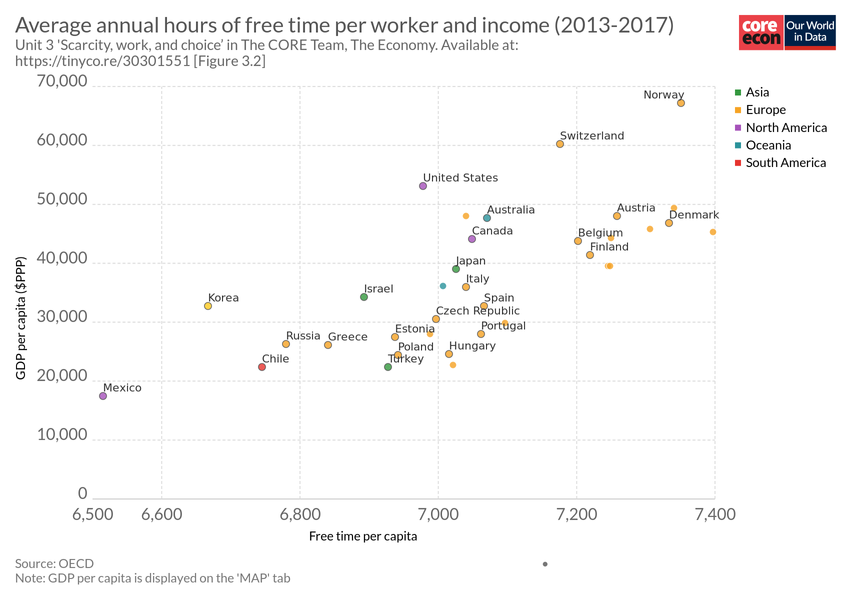 Average annual hours of free time per worker and income (2013-2017)
Unit 3 'Scarcity, work, and choice' in The CORE Team, The Economy. Available at:
https://tinyco.re/30301551 [Figure 3.2]
core
econ
Our World
in Data
70,000
60,000
50,000
40,000
30,000
20,000
10,000
0
GDP per capita ($PPP)
Norway
Switzerland
United States
Australia
Austria
Denmark
Canada
Belgium
Finland
Japan
Italy
Israel
Korea
Spain
Czech Republic
Portugal
Estonia
Russia
Greece
Poland
Hungary
Chile
Turkey
Mexico
6,500
6,600
6,800
7,000
7,200
7,400
Free time per capita
Asia
Europe
North America
Oceania
South America
Source: OECD
Note: GDP per capita is displayed on the 'MAP' tab